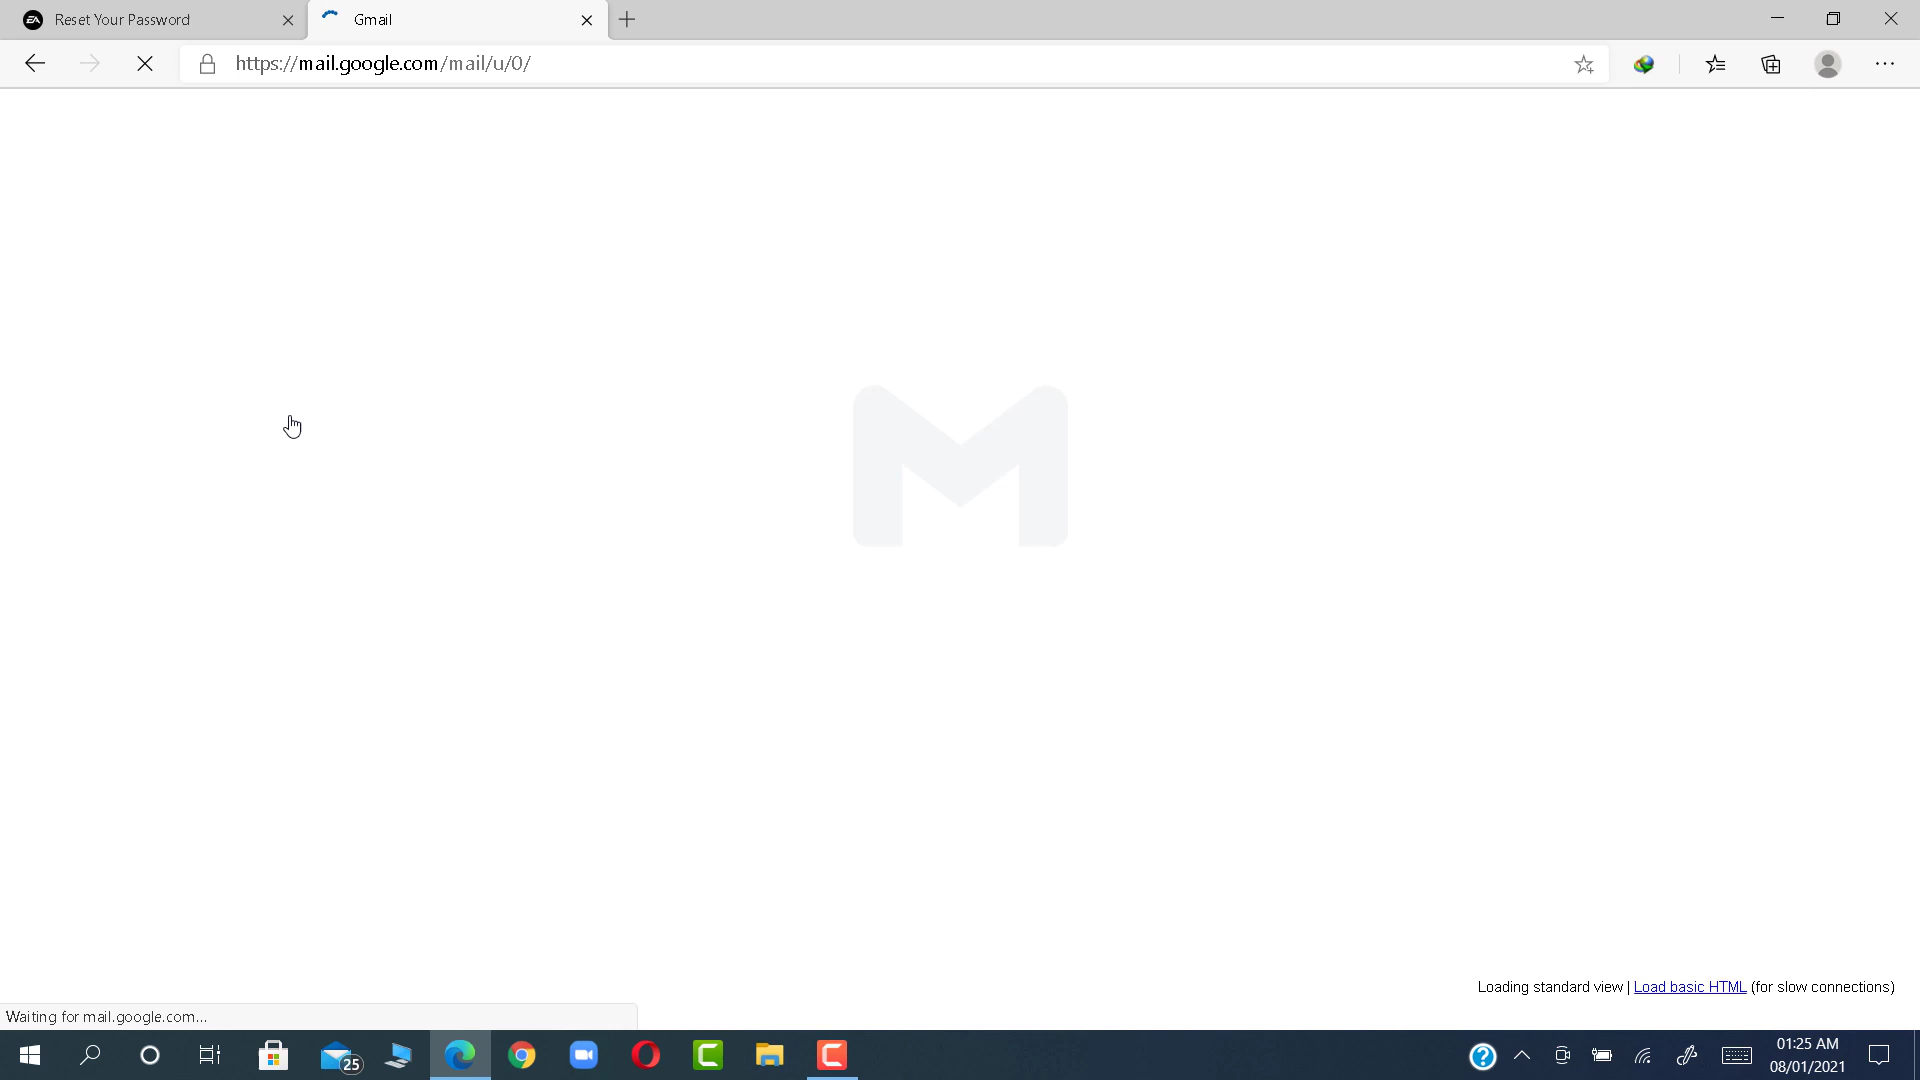 EA
Reset Your Password
Gmail
https://mail.google.com/mail/u/0/
Loading standard view | Load basic HTML (for slow connections)
Waiting for mail.google.com...
25
01:25 AM
08/01/2021